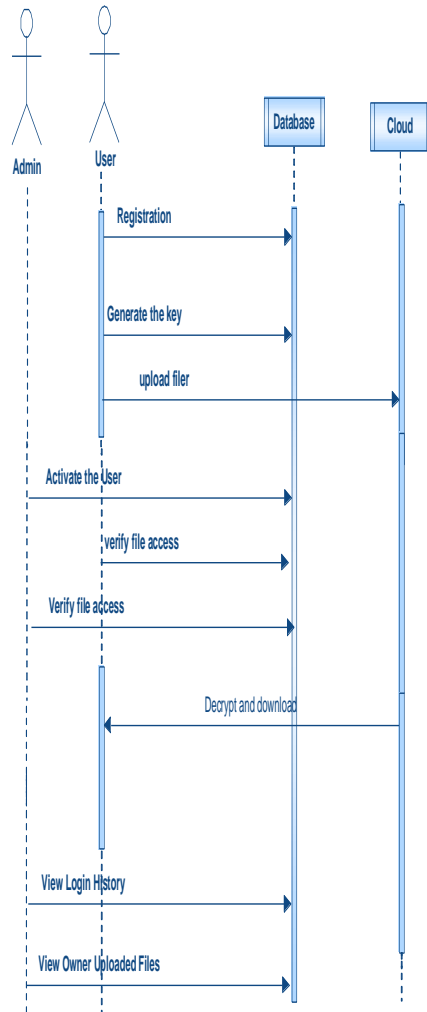 Admin
User
Database
Cloud
Registration
Generate the key
upload filer
Activate the User
verify file access
Verify file access
Decrypt and download
View Login History
View Owner Uploaded Files